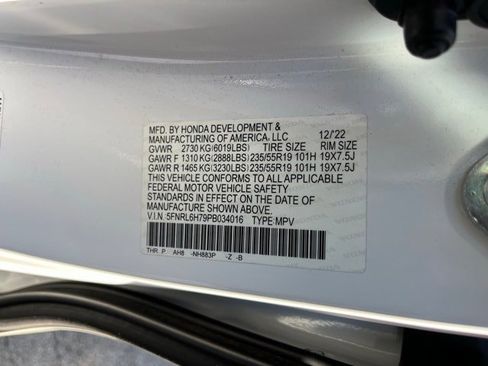 MFD. BY HONDA DEVELOPMENT &
MANUFACTURING OF AMERICA, LLC 12/'22
GVWR 2730 KG(6019LBS) TIRE SIZE RIM SIZE
GAWR F 1310 KG(2888LBS) 235/55R19 101H 19X7.5J
GAWR R 1465 KG(3230LBS) 235/55R19 101H 19X7.5J
THIS VEHICLE CONFORMS TO ALL APPLICABLE
FEDERAL MOTOR VEHICLE SAFETY
STANDARDS IN EFFECT ON THE DATE OF
MANUFACTURE SHOWN ABOVE.
V.I.N :5FNRL6H79PB034016 TYPE:MPV
THR P AH8 -NH883P -Z -B